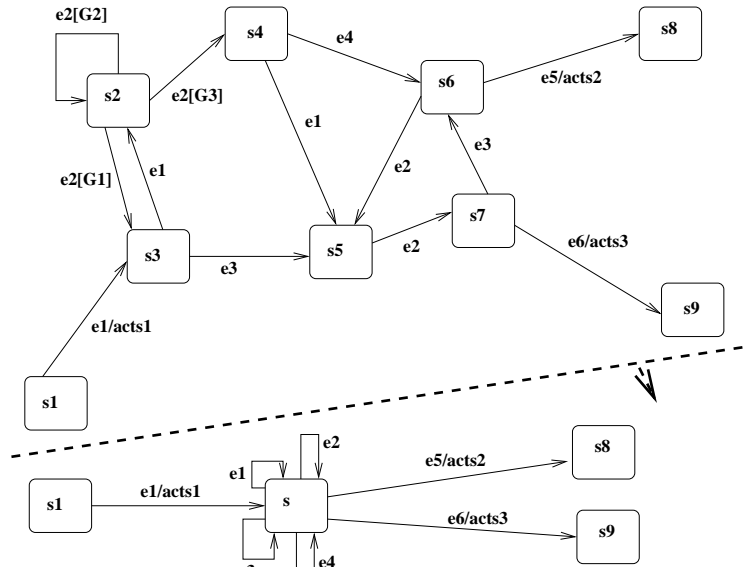 e2[G2]
s4
s8
e4
s2
s6
e2[G3]
e5/acts2
e1
e3
e2[G1]
e1
e2
s7
s3
s5
e2
e3
e6/acts3
s9
e1/acts1
s1
e2
e1
e5/acts2
s8
s1
e1/acts1
s
e6/acts3
s9
e4